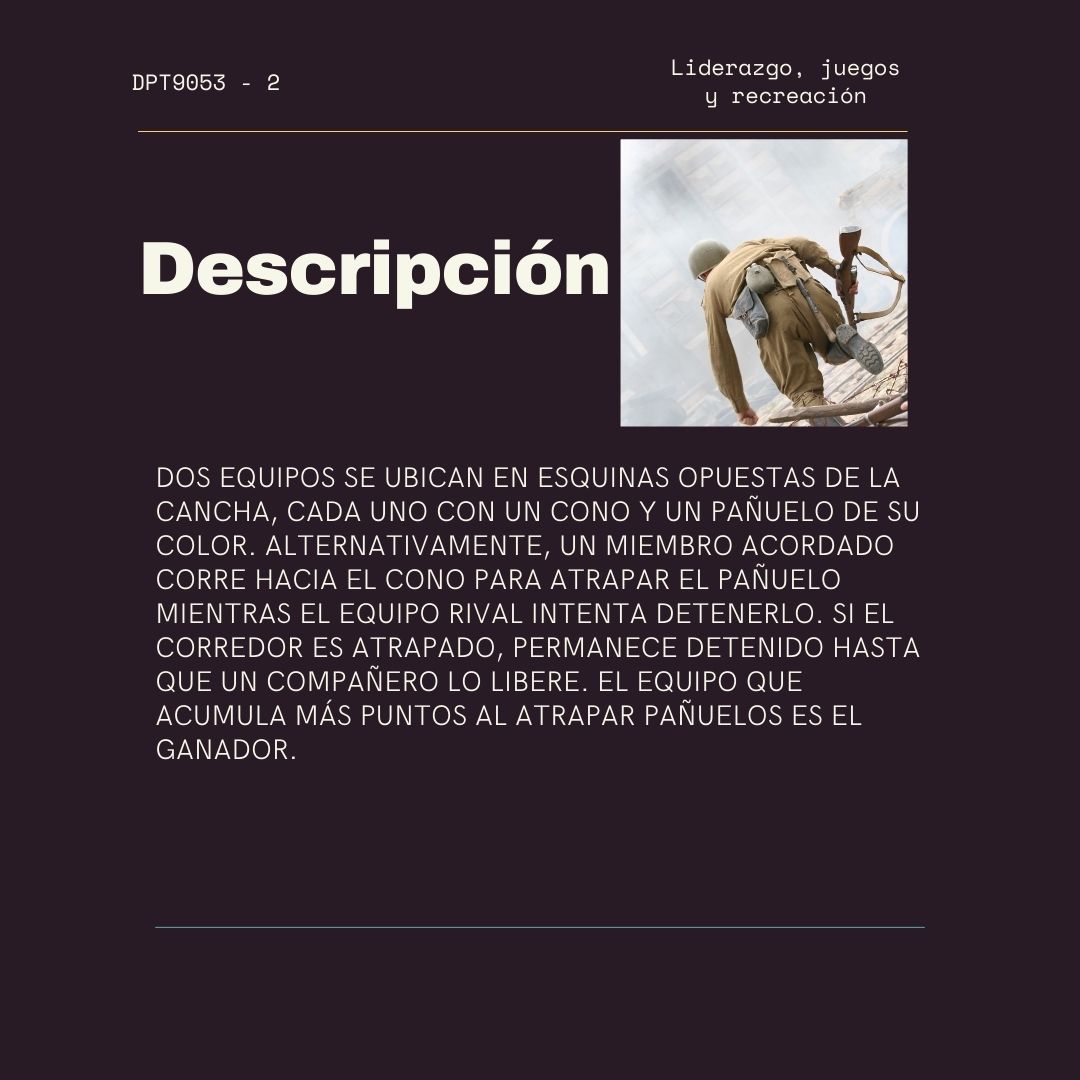 DPT9053 - 2
Liderazgo, juegos
y recreación
Descripción
DOS EQUIPOS SE UBICAN EN ESQUINAS OPUESTAS DE LA
CANCHA, CADA UNO CON UN CONO Y UN PAÑUELO DE SU
COLOR. ALTERNATIVAMENTE, UN MIEMBRO ACORDADO
CORRE HACIA EL CONO PARA ATRAPAR EL PAÑUELO
MIENTRAS EL EQUIPO RIVAL INTENTA DETENERLO. SI EL
CORREDOR ES ATRAPADO, PERMANECE DETENIDO HASTA
QUE UN COMPAÑERO LO LIBERE. EL EQUIPO QUE
ACUMULA MÁS PUNTOS AL ATRAPAR PAÑUELOS ES EL
GANADOR.